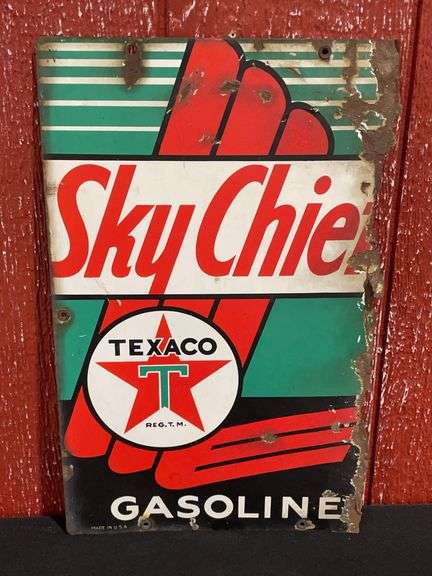 Sky Chief
TEXACO
T
REG. T. M.
GASOLINE
MADE IN U.S.A.